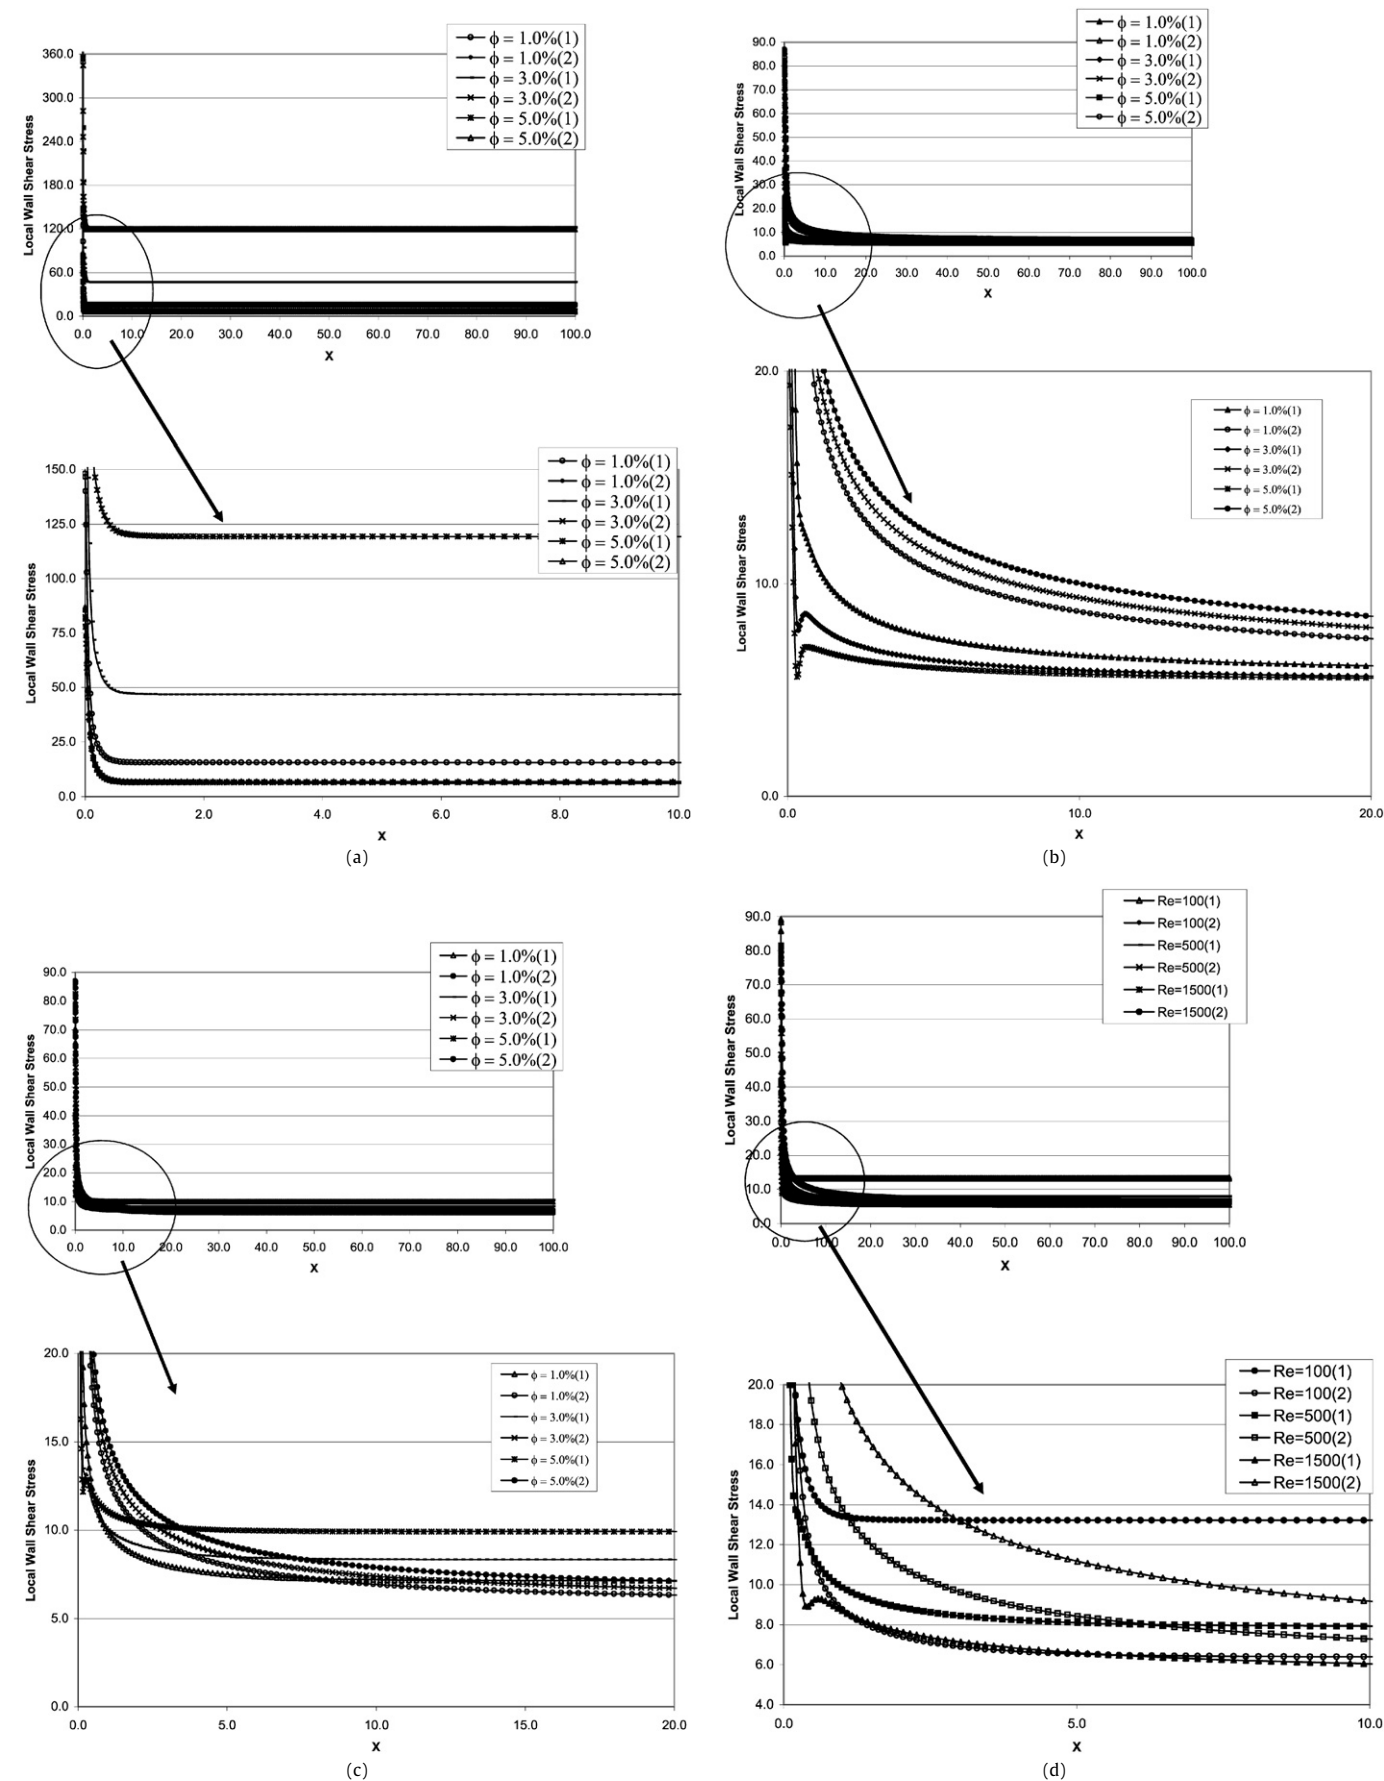 360.0
300.0
240.0
180.0
120.0
60.0
0.0
Local Wall Shear Stress
0.0 10.0 20.0 30.0 40.0 50.0 60.0 70.0 80.0 90.0 100.0
X
ϕ = 1.0%(1)
ϕ = 1.0%(2)
ϕ = 3.0%(1)
ϕ = 3.0%(2)
ϕ = 5.0%(1)
ϕ = 5.0%(2)
150.0
125.0
100.0
75.0
50.0
25.0
0.0
Local Wall Shear Stress
0.0 2.0 4.0 6.0 8.0 10.0
X
ϕ = 1.0%(1)
ϕ = 1.0%(2)
ϕ = 3.0%(1)
ϕ = 3.0%(2)
ϕ = 5.0%(1)
ϕ = 5.0%(2)
(a)
90.0
80.0
70.0
60.0
50.0
40.0
30.0
20.0
10.0
0.0
Local Wall Shear Stress
0.0 10.0 20.0 30.0 40.0 50.0 60.0 70.0 80.0 90.0 100.0
X
ϕ = 1.0%(1)
ϕ = 1.0%(2)
ϕ = 3.0%(1)
ϕ = 3.0%(2)
ϕ = 5.0%(1)
ϕ = 5.0%(2)
20.0
10.0
0.0
Local Wall Shear Stress
0.0 10.0 20.0
X
ϕ = 1.0%(1)
ϕ = 1.0%(2)
ϕ = 3.0%(1)
ϕ = 3.0%(2)
ϕ = 5.0%(1)
ϕ = 5.0%(2)
(b)
90.0
80.0
70.0
60.0
50.0
40.0
30.0
20.0
10.0
0.0
Local Wall Shear Stress
0.0 10.0 20.0 30.0 40.0 50.0 60.0 70.0 80.0 90.0 100.0
X
ϕ = 1.0%(1)
ϕ = 1.0%(2)
ϕ = 3.0%(1)
ϕ = 3.0%(2)
ϕ = 5.0%(1)
ϕ = 5.0%(2)
20.0
15.0
10.0
5.0
0.0
Local Wall Shear Stress
0.0 5.0 10.0 15.0 20.0
X
ϕ = 1.0%(1)
ϕ = 1.0%(2)
ϕ = 3.0%(1)
ϕ = 3.0%(2)
ϕ = 5.0%(1)
ϕ = 5.0%(2)
(c)
90.0
80.0
70.0
60.0
50.0
40.0
30.0
20.0
10.0
0.0
Local Wall Shear Stress
0.0 10.0 20.0 30.0 40.0 50.0 60.0 70.0 80.0 90.0 100.0
X
Re=100(1)
Re=100(2)
Re=500(1)
Re=500(2)
Re=1500(1)
Re=1500(2)
20.0
18.0
16.0
14.0
12.0
10.0
8.0
6.0
4.0
Local Wall Shear Stress
0.0 5.0 10.0
X
Re=100(1)
Re=100(2)
Re=500(1)
Re=500(2)
Re=1500(1)
Re=1500(2)
(d)